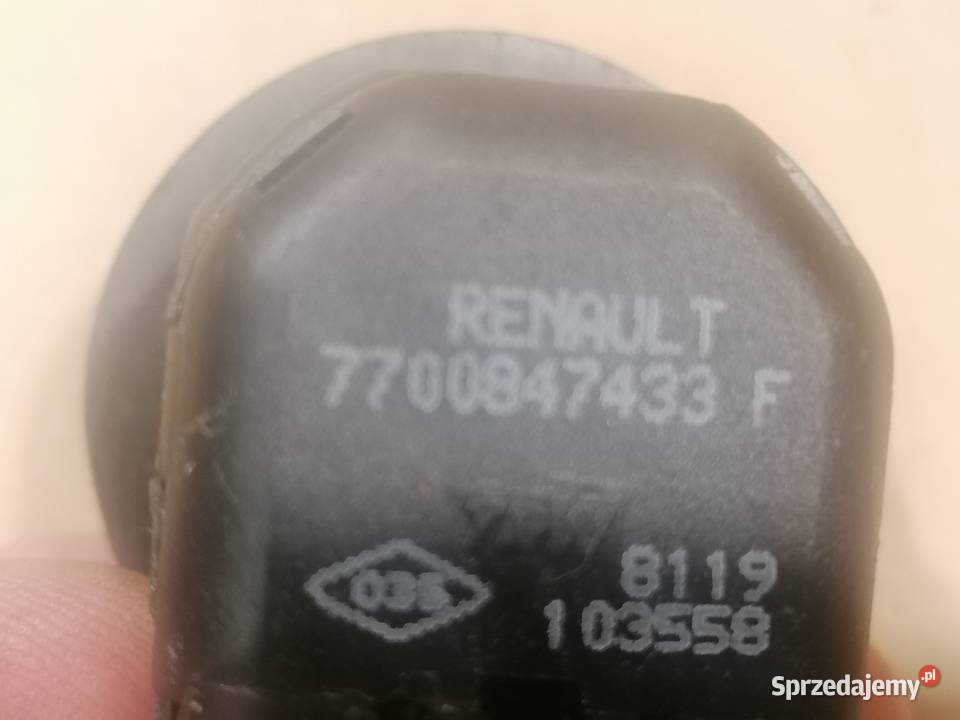 RENAULT
7700847433 F
035
8119
103558
Sprzedajemy.pl